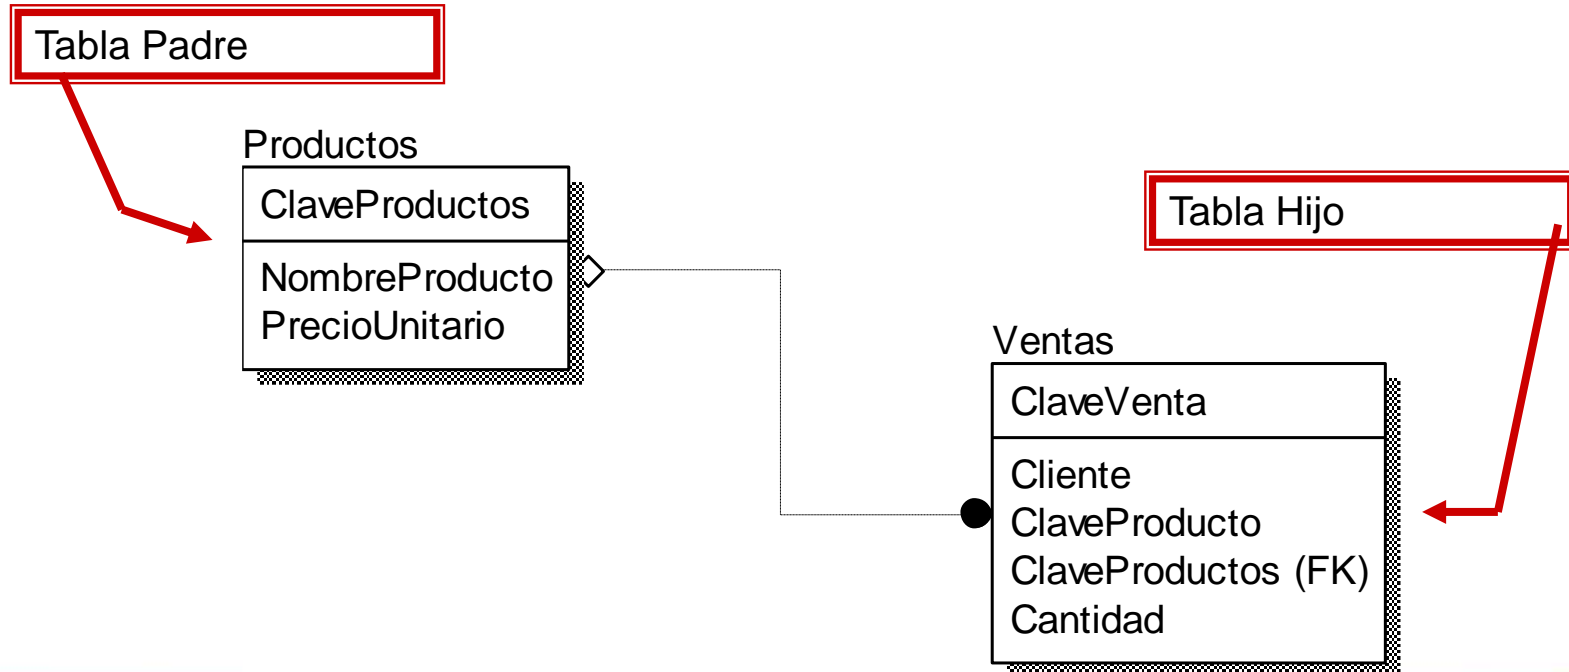 Tabla Padre
Productos
ClaveProductos
NombreProducto
PrecioUnitario
Tabla Hijo
Ventas
ClaveVenta
Cliente
ClaveProducto
ClaveProductos (FK)
Cantidad